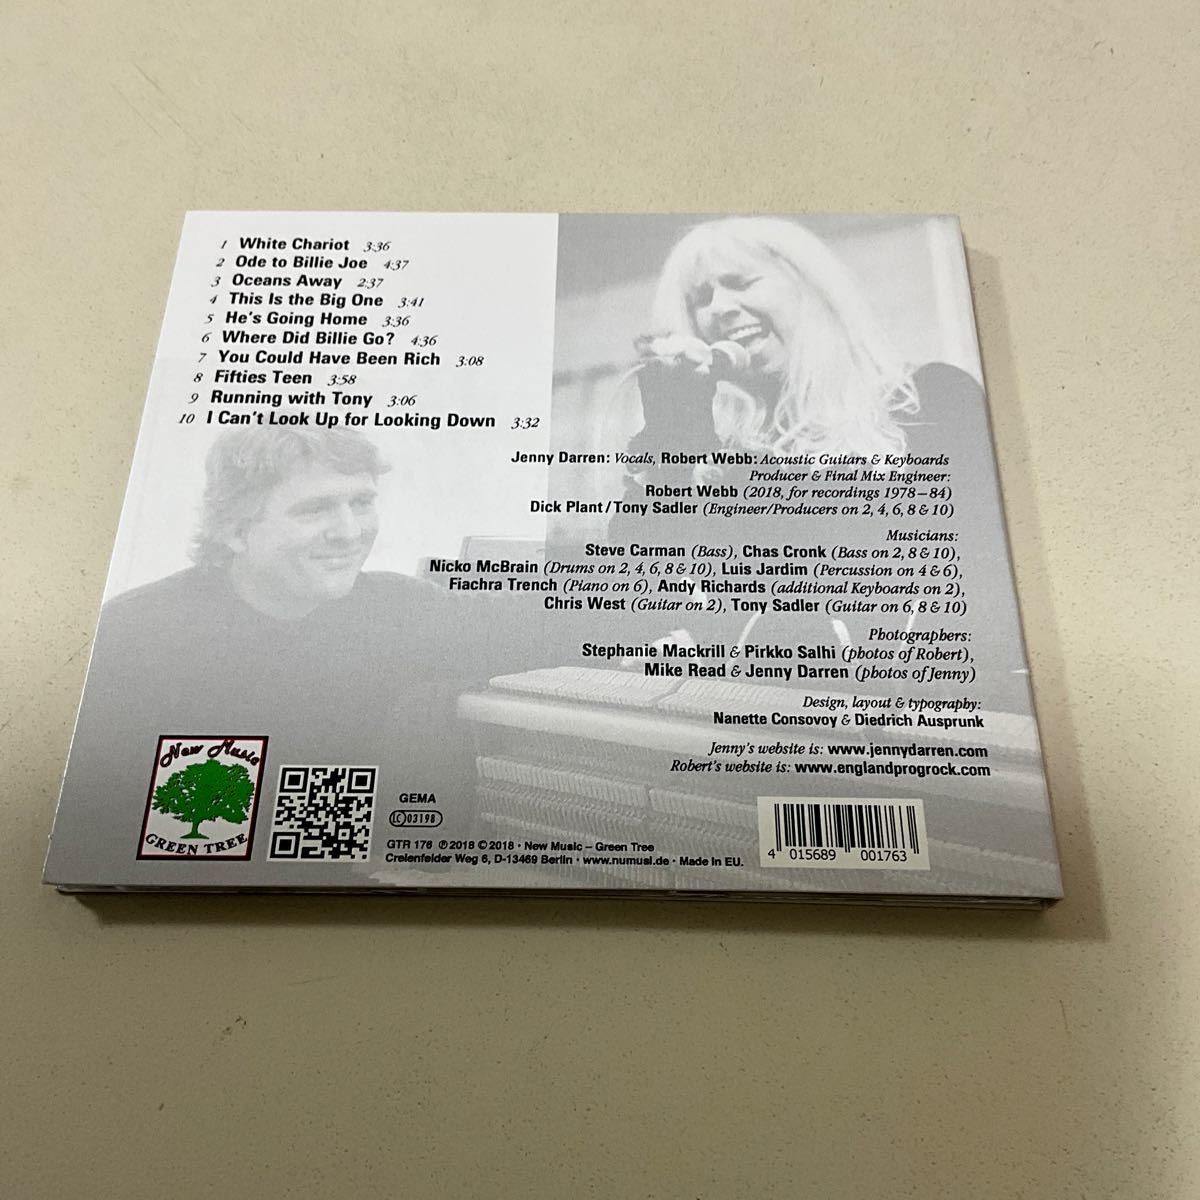 1 White Chariot 3:36
2 Ode to Billie Joe 4:37
3 Oceans Away 2:37
4 This Is the Big One 3:41
5 He's Going Home 3:36
6 Where Did Billie Go? 4:36
7 You Could Have Been Rich 3:08
8 Fifties Teen 3:58
9 Running with Tony 3:06
10 I Can't Look Up for Looking Down 3:32
Jenny Darren: Vocals, Robert Webb: Acoustic Guitars & Keyboards
Producer & Final Mix Engineer:
Robert Webb (2018, for recordings 1978–84)
Dick Plant / Tony Sadler (Engineer/Producers on 2, 4, 6, 8 & 10)
Musicians:
Steve Carman (Bass), Chas Cronk (Bass on 2, 8 & 10),
Nicko McBrain (Drums on 2, 4, 6, 8 & 10), Luis Jardim (Percussion on 4 & 6),
Fiachra Trench (Piano on 6), Andy Richards (additional Keyboards on 2),
Chris West (Guitar on 2), Tony Sadler (Guitar on 6, 8 & 10)
Photographers:
Stephanie Mackrill & Pirkko Salhi (photos of Robert),
Mike Read & Jenny Darren (photos of Jenny)
Design, layout & typography:
Nanette Consovoy & Diedrich Ausprunk
Jenny's website is: www.jennydarren.com
Robert's website is: www.englandprogrock.com
New Music
GREEN TREE
GEMA
LC 03198
GTR 176 ℗ 2018 © 2018 · New Music – Green Tree
Crelenfelder Weg 6, D-13469 Berlin · www.numusi.de · Made in EU.
4 015689 001763